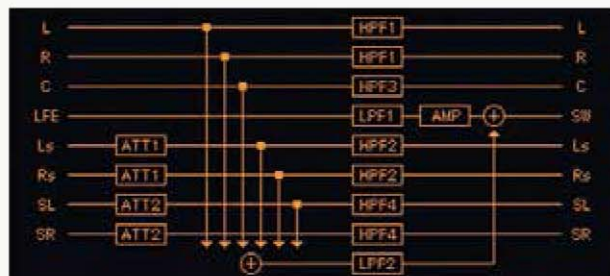 L HPF1 L
R HPF1 R
C HPF3 C
LFE LPF1 AMP SW
Ls ATT1 HPF2 Ls
Rs ATT1 HPF2 Rs
SL ATT2 HPF4 SL
SR ATT2 HPF4 SR
LPF2